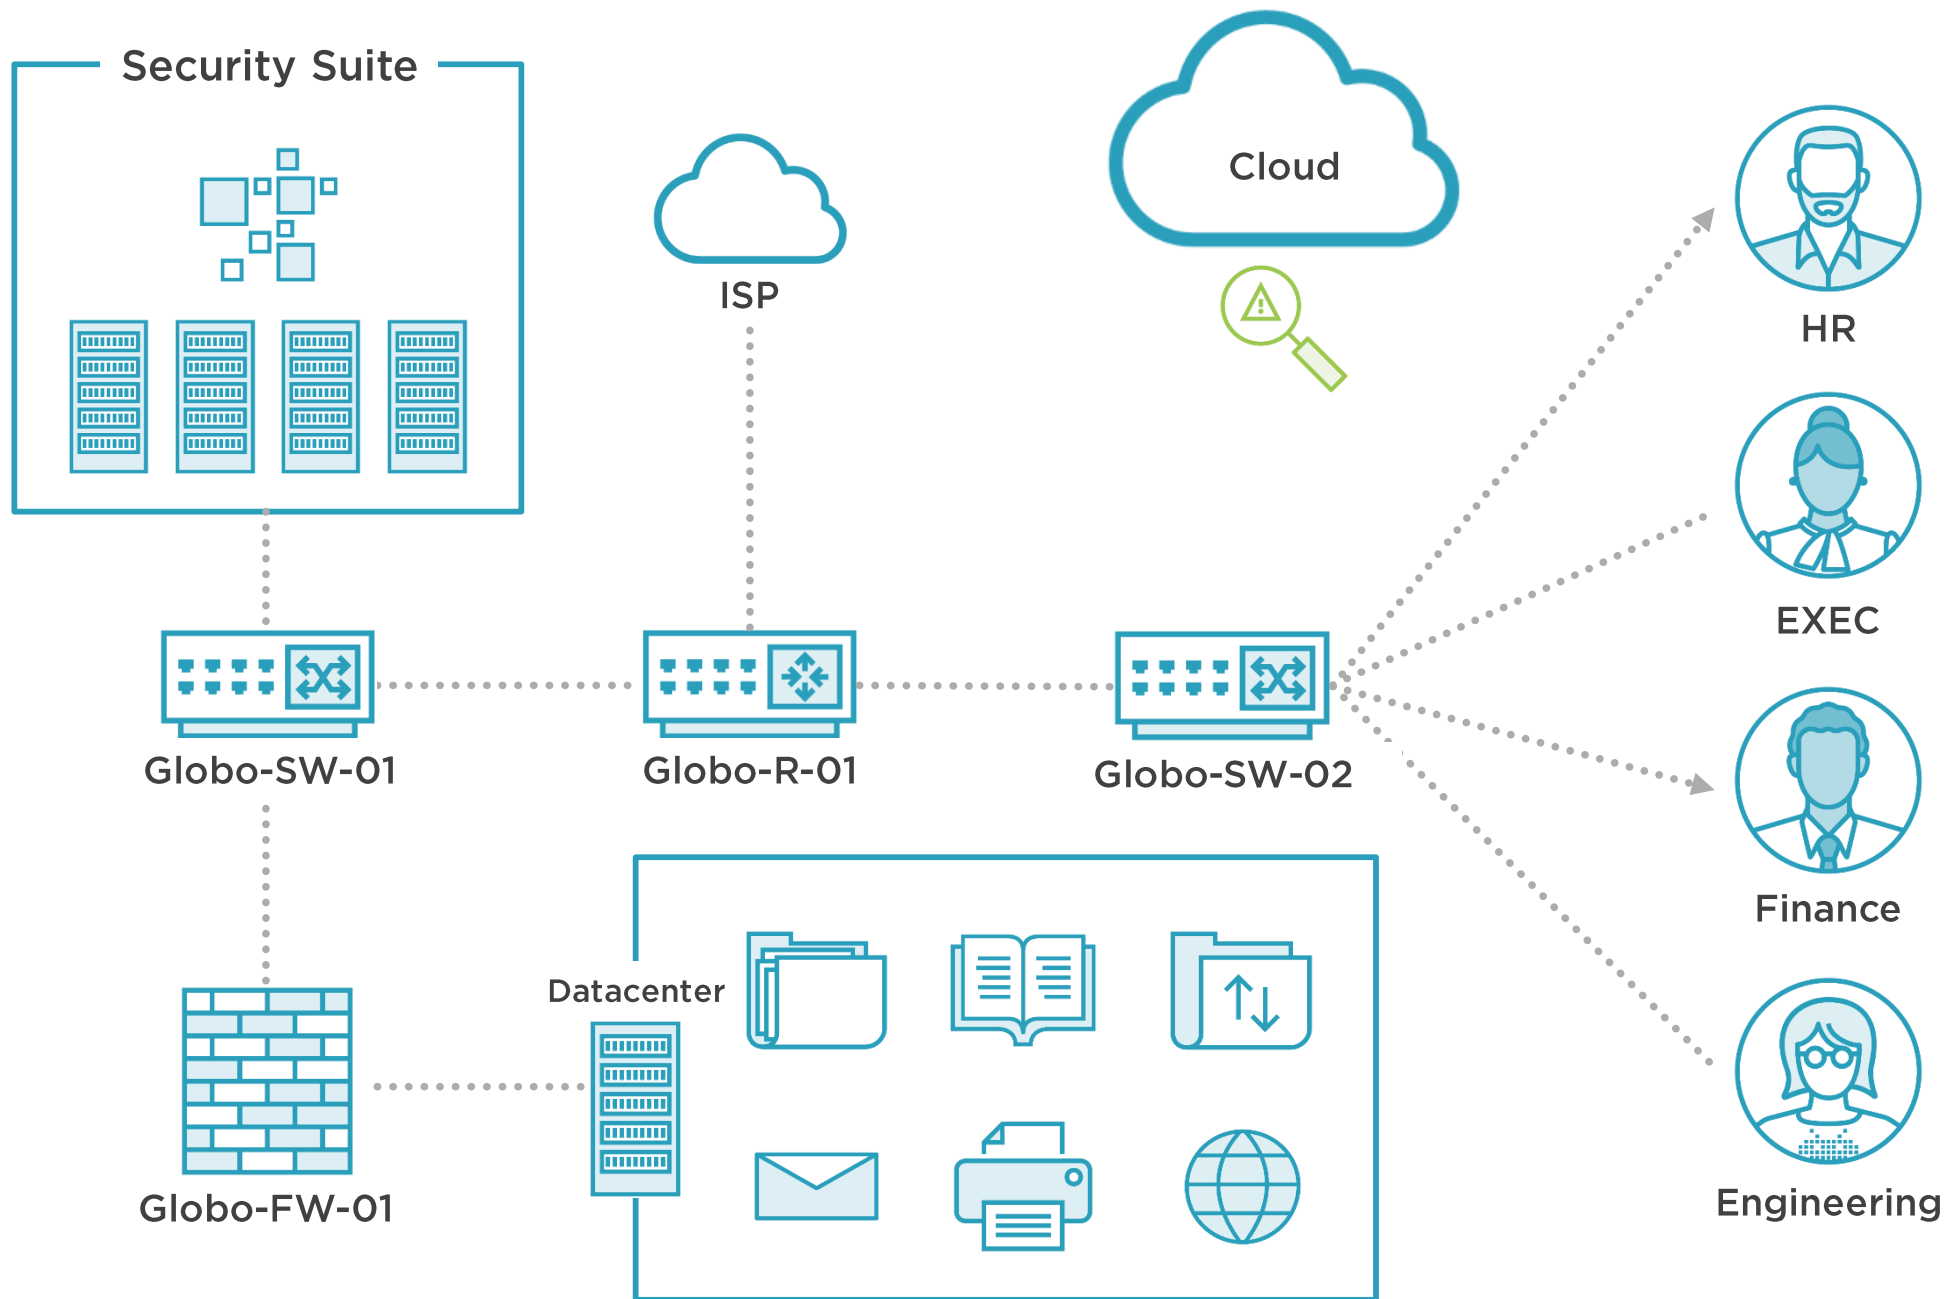 Security Suite
ISP
Cloud
HR
EXEC
Globo-SW-01
Globo-R-01
Globo-SW-02
Finance
Datacenter
Globo-FW-01
Engineering